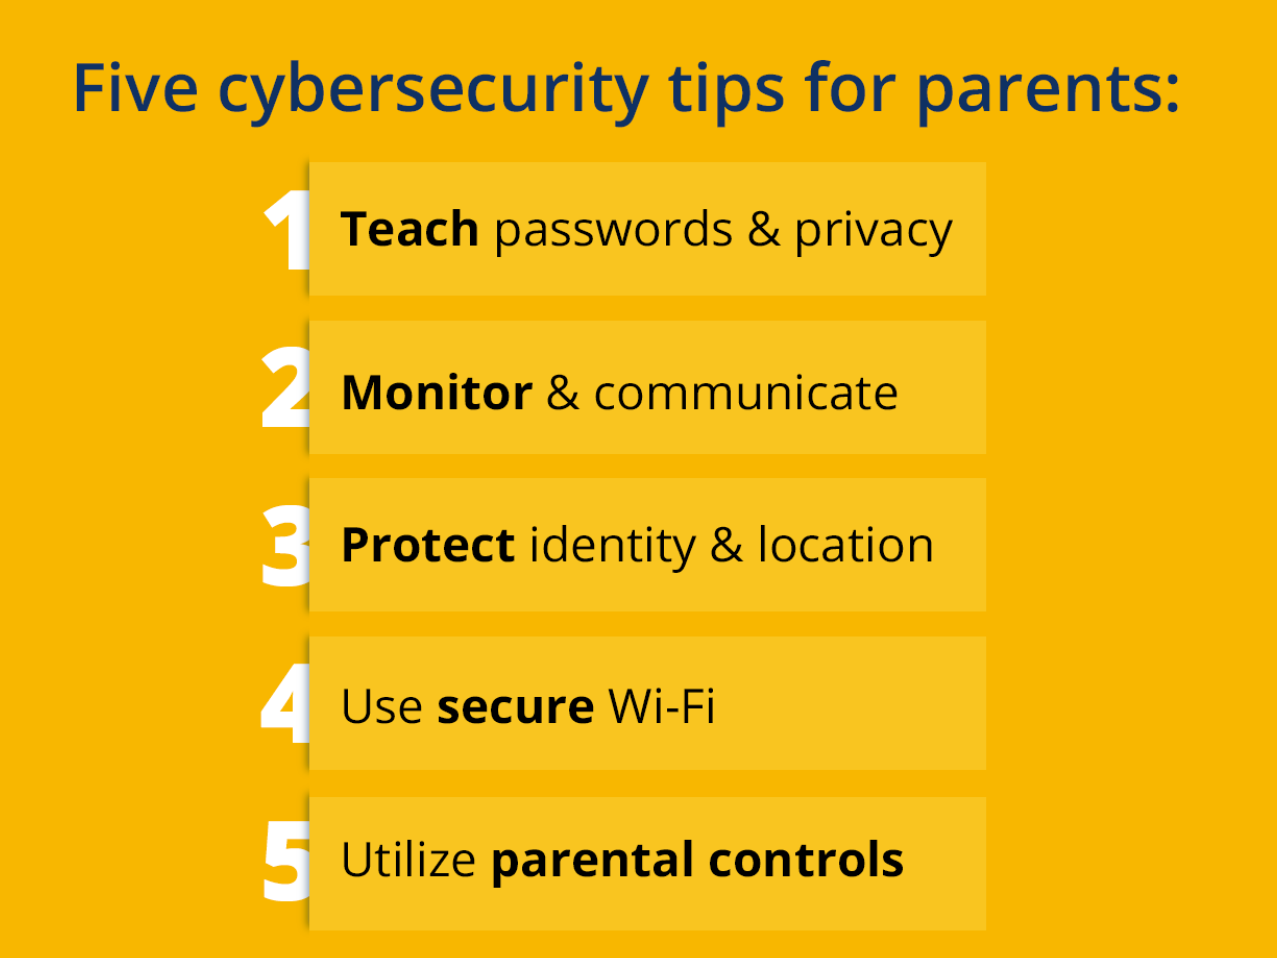 Five cybersecurity tips for parents:
1 Teach passwords & privacy
2 Monitor & communicate
3 Protect identity & location
4 Use secure Wi-Fi
5 Utilize parental controls